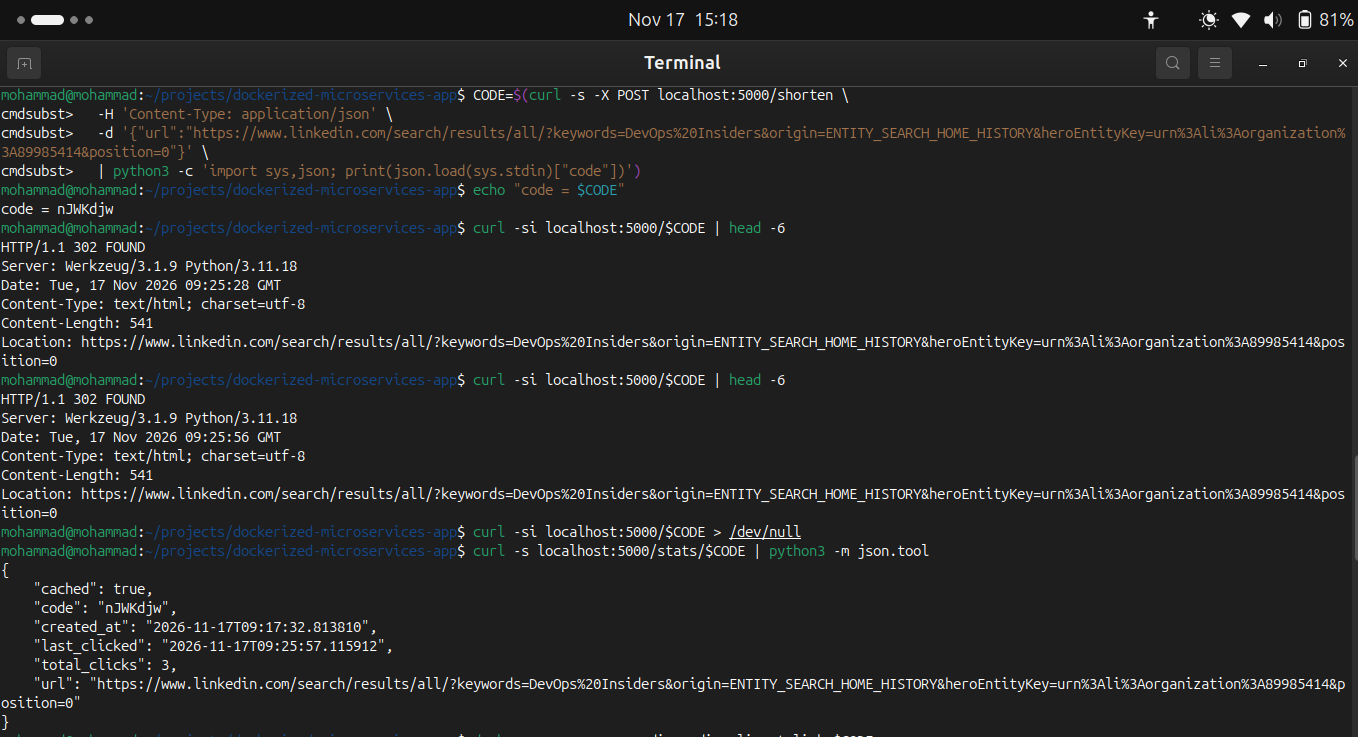 Nov 17 15:18
81%
Terminal
mohammad@mohammad:~/projects/dockerized-microservices-app$ CODE=$(curl -s -X POST localhost:5000/shorten \
cmdsubst>   -H 'Content-Type: application/json' \
cmdsubst>   -d '{"url":"https://www.linkedin.com/search/results/all/?keywords=DevOps%20Insiders&origin=ENTITY_SEARCH_HOME_HISTORY&heroEntityKey=urn%3Ali%3Aorganization%
3A89985414&position=0"}' \
cmdsubst>   | python3 -c 'import sys,json; print(json.load(sys.stdin)["code"])')
mohammad@mohammad:~/projects/dockerized-microservices-app$ echo "code = $CODE"
code = nJWKdjw
mohammad@mohammad:~/projects/dockerized-microservices-app$ curl -si localhost:5000/$CODE | head -6
HTTP/1.1 302 FOUND
Server: Werkzeug/3.1.9 Python/3.11.18
Date: Tue, 17 Nov 2026 09:25:28 GMT
Content-Type: text/html; charset=utf-8
Content-Length: 541
Location: https://www.linkedin.com/search/results/all/?keywords=DevOps%20Insiders&origin=ENTITY_SEARCH_HOME_HISTORY&heroEntityKey=urn%3Ali%3Aorganization%3A89985414&pos
ition=0
mohammad@mohammad:~/projects/dockerized-microservices-app$ curl -si localhost:5000/$CODE | head -6
HTTP/1.1 302 FOUND
Server: Werkzeug/3.1.9 Python/3.11.18
Date: Tue, 17 Nov 2026 09:25:56 GMT
Content-Type: text/html; charset=utf-8
Content-Length: 541
Location: https://www.linkedin.com/search/results/all/?keywords=DevOps%20Insiders&origin=ENTITY_SEARCH_HOME_HISTORY&heroEntityKey=urn%3Ali%3Aorganization%3A89985414&pos
ition=0
mohammad@mohammad:~/projects/dockerized-microservices-app$ curl -si localhost:5000/$CODE > /dev/null
mohammad@mohammad:~/projects/dockerized-microservices-app$ curl -s localhost:5000/stats/$CODE | python3 -m json.tool
{
    "cached": true,
    "code": "nJWKdjw",
    "created_at": "2026-11-17T09:17:32.813810",
    "last_clicked": "2026-11-17T09:25:57.115912",
    "total_clicks": 3,
    "url": "https://www.linkedin.com/search/results/all/?keywords=DevOps%20Insiders&origin=ENTITY_SEARCH_HOME_HISTORY&heroEntityKey=urn%3Ali%3Aorganization%3A89985414&p
osition=0"
}